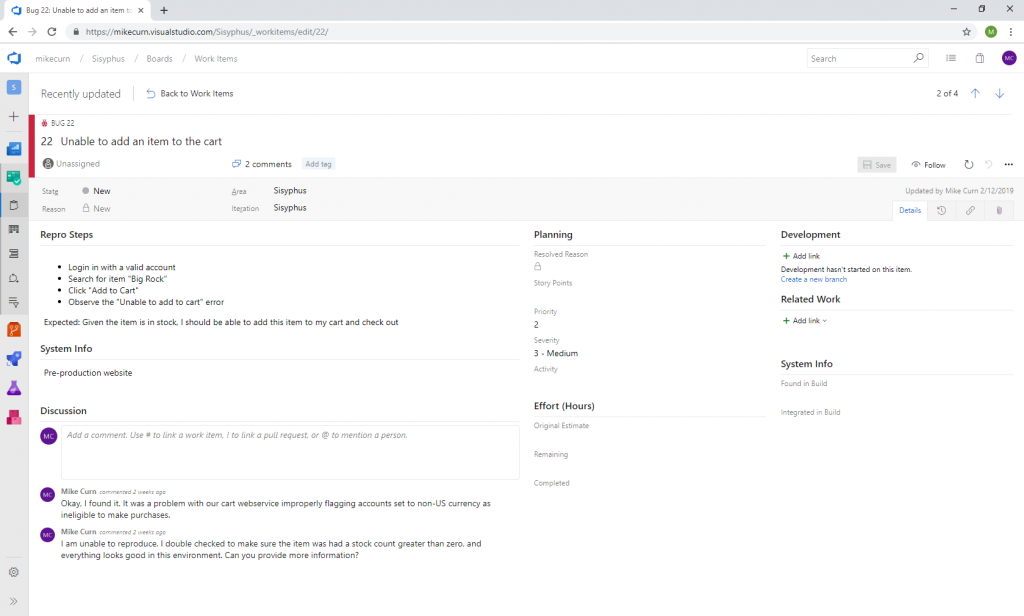 Bug 22: Unable to add an item to
https://mikecurn.visualstudio.com/Sisyphus/_workitems/edit/22/
M
mikecurn / Sisyphus / Boards / Work Items
Search
MC
S
Recently updated
Back to Work Items
2 of 4
BUG 22
22 Unable to add an item to the cart
Unassigned
2 comments
Add tag
Save
Follow
State
New
Area
Sisyphus
Updated by Mike Curn 2/12/2019
Reason
New
Iteration
Sisyphus
Details
Repro Steps
• Login in with a valid account
• Search for item "Big Rock"
• Click "Add to Cart"
• Observe the "Unable to add to cart" error
Expected: Given the item is in stock, I should be able to add this item to my cart and check out
System Info
Pre-production website
Discussion
MC
Add a comment. Use # to link a work item, ! to link a pull request, or @ to mention a person.
MC
Mike Curn commented 2 weeks ago
Okay, I found it. It was a problem with our cart webservice improperly flagging accounts set to non-US currency as
ineligible to make purchases.
MC
Mike Curn commented 2 weeks ago
I am unable to reproduce. I double checked to make sure the item was had a stock count greater than zero, and
everything looks good in this environment. Can you provide more information?
Planning
Resolved Reason
Story Points
Priority
2
Severity
3 - Medium
Activity
Effort (Hours)
Original Estimate
Remaining
Completed
Development
+ Add link
Development hasn't started on this item.
Create a new branch
Related Work
+ Add link
System Info
Found in Build
Integrated in Build